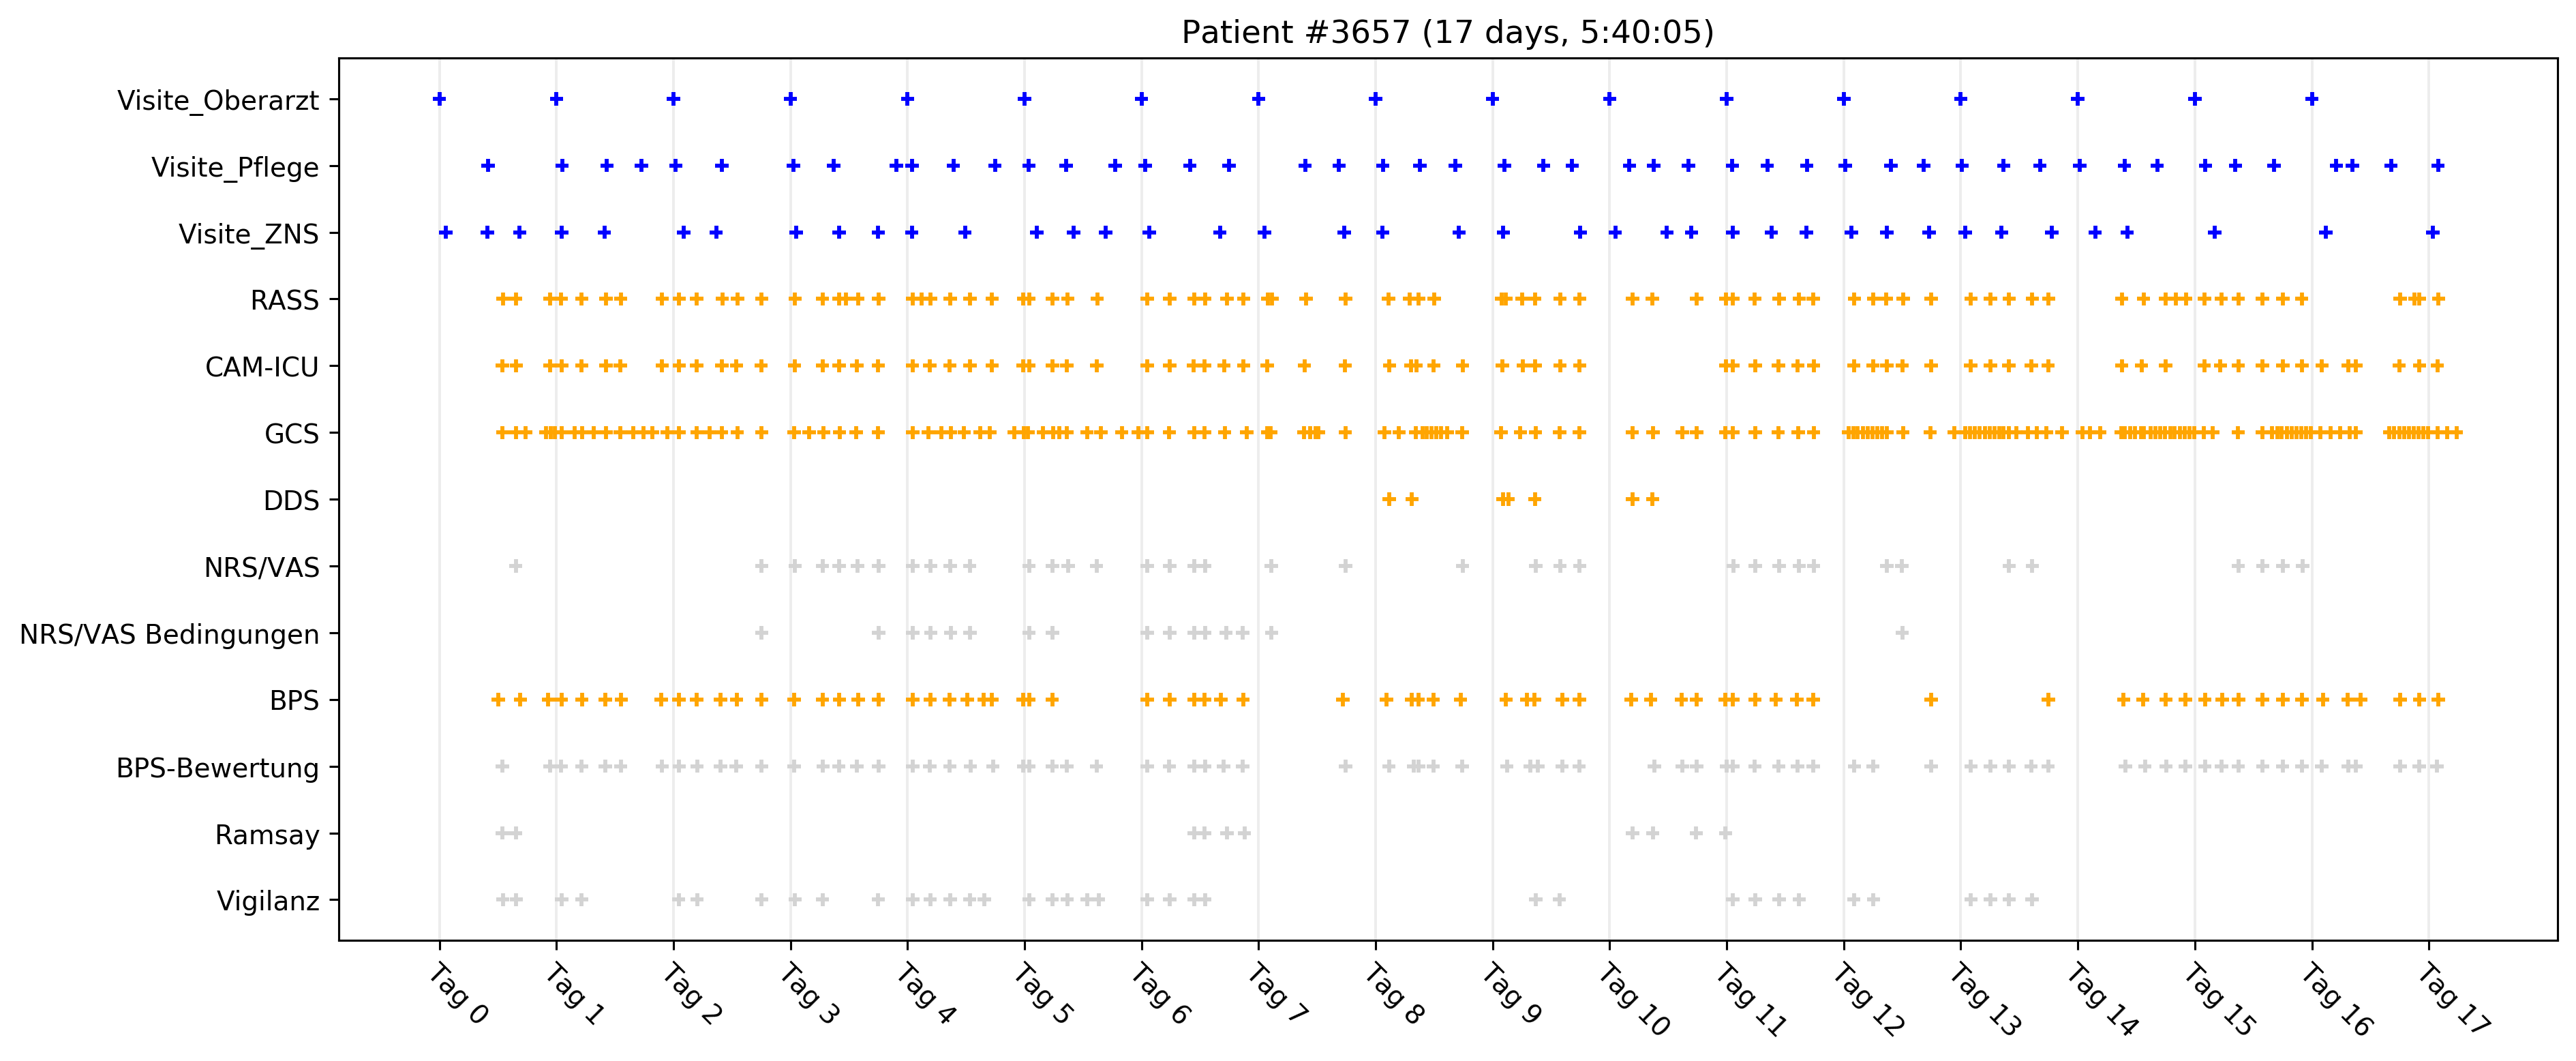 Patient #3657 (17 days, 5:40:05)
Visite_Oberarzt
Visite_Pflege
Visite_ZNS
RASS
CAM-ICU
GCS
DDS
NRS/VAS
NRS/VAS Bedingungen
BPS
BPS-Bewertung
Ramsay
Vigilanz
Tag 0
Tag 1
Tag 2
Tag 3
Tag 4
Tag 5
Tag 6
Tag 7
Tag 8
Tag 9
Tag 10
Tag 11
Tag 12
Tag 13
Tag 14
Tag 15
Tag 16
Tag 17